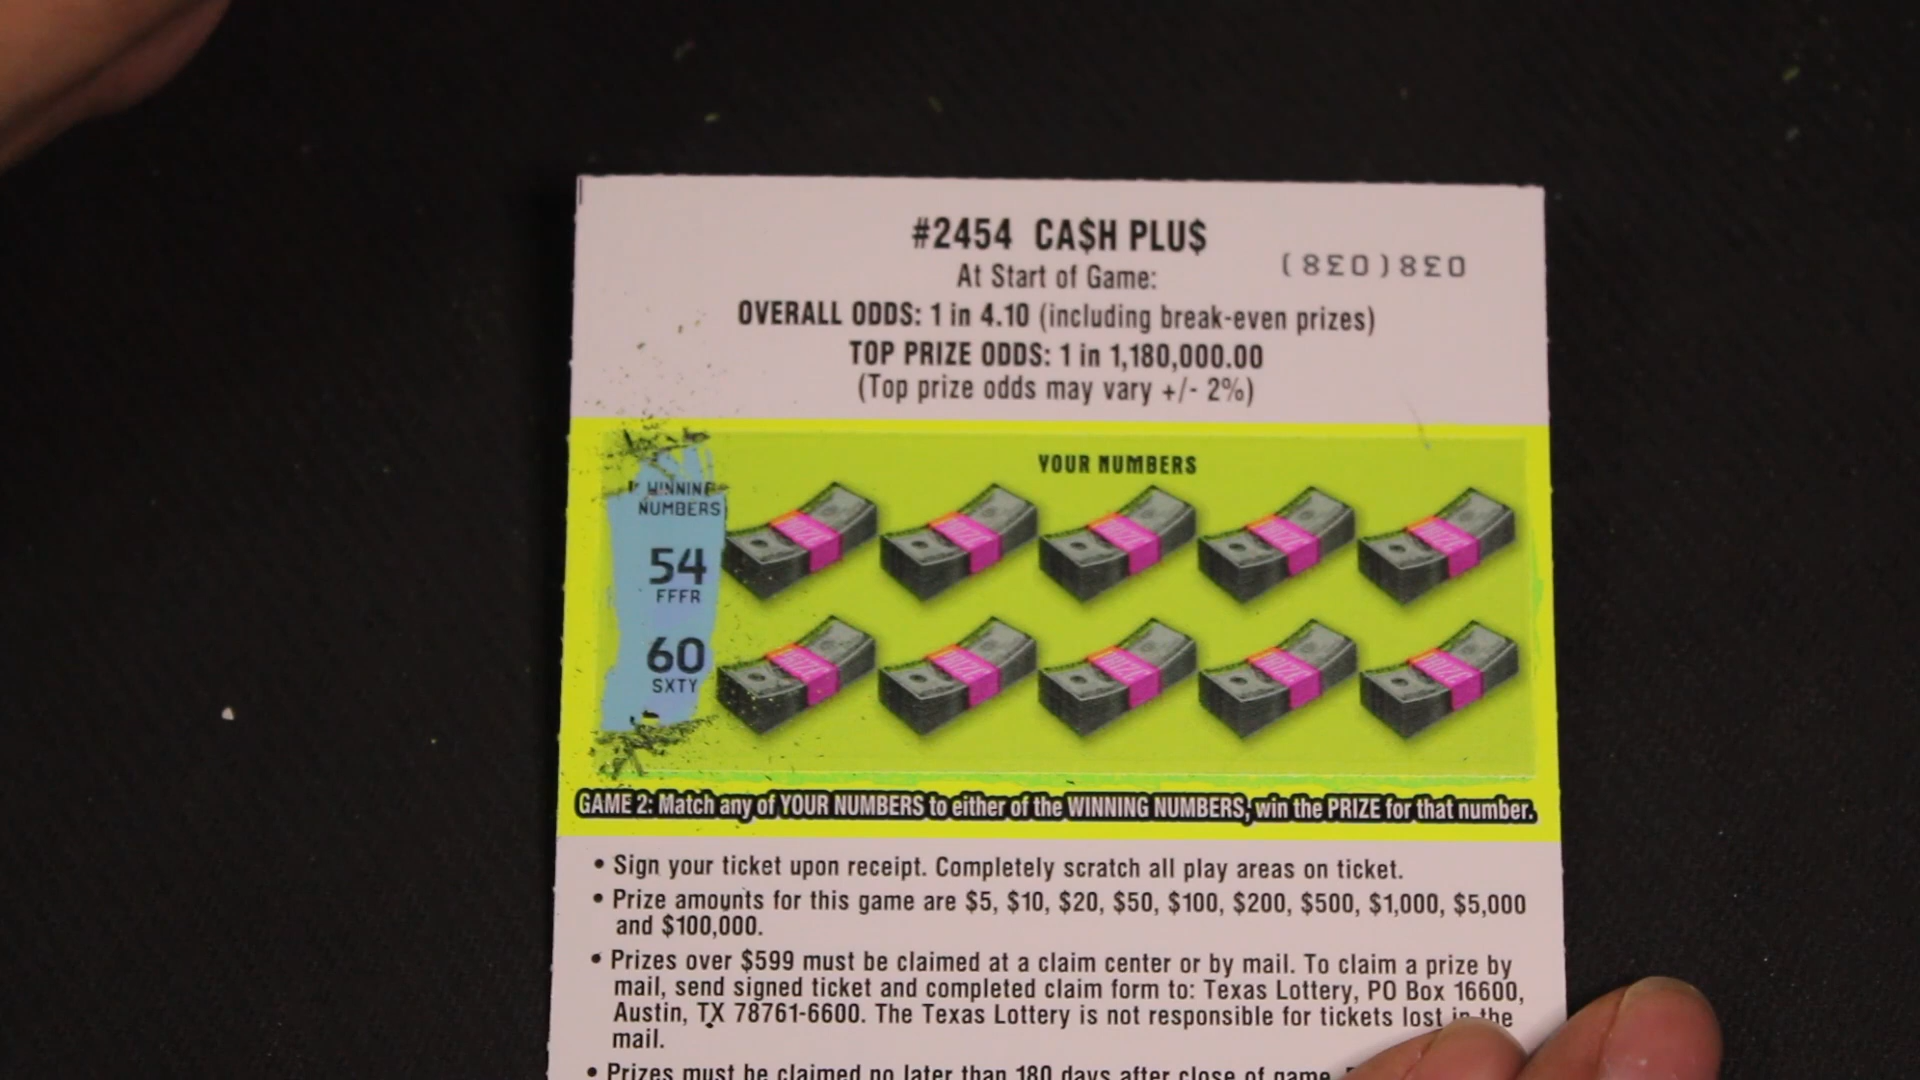 #2454 CA$H PLU$
At Start of Game:
(038)038
OVERALL ODDS: 1 in 4.10 (including break-even prizes)
TOP PRIZE ODDS: 1 in 1,180,000.00
(Top prize odds may vary +/- 2%)
YOUR NUMBERS
WINNING
NUMBERS
54
FFFR
60
SXTY
GAME 2: Match any of YOUR NUMBERS to either of the WINNING NUMBERS, win the PRIZE for that number.
• Sign your ticket upon receipt. Completely scratch all play areas on ticket.
• Prize amounts for this game are $5, $10, $20, $50, $100, $200, $500, $1,000, $5,000
and $100,000.
• Prizes over $599 must be claimed at a claim center or by mail. To claim a prize by
mail, send signed ticket and completed claim form to: Texas Lottery, PO Box 16600,
Austin, TX 78761-6600. The Texas Lottery is not responsible for tickets lost in the
mail.
• Prizes must be claimed no later than 180 days after close of game.